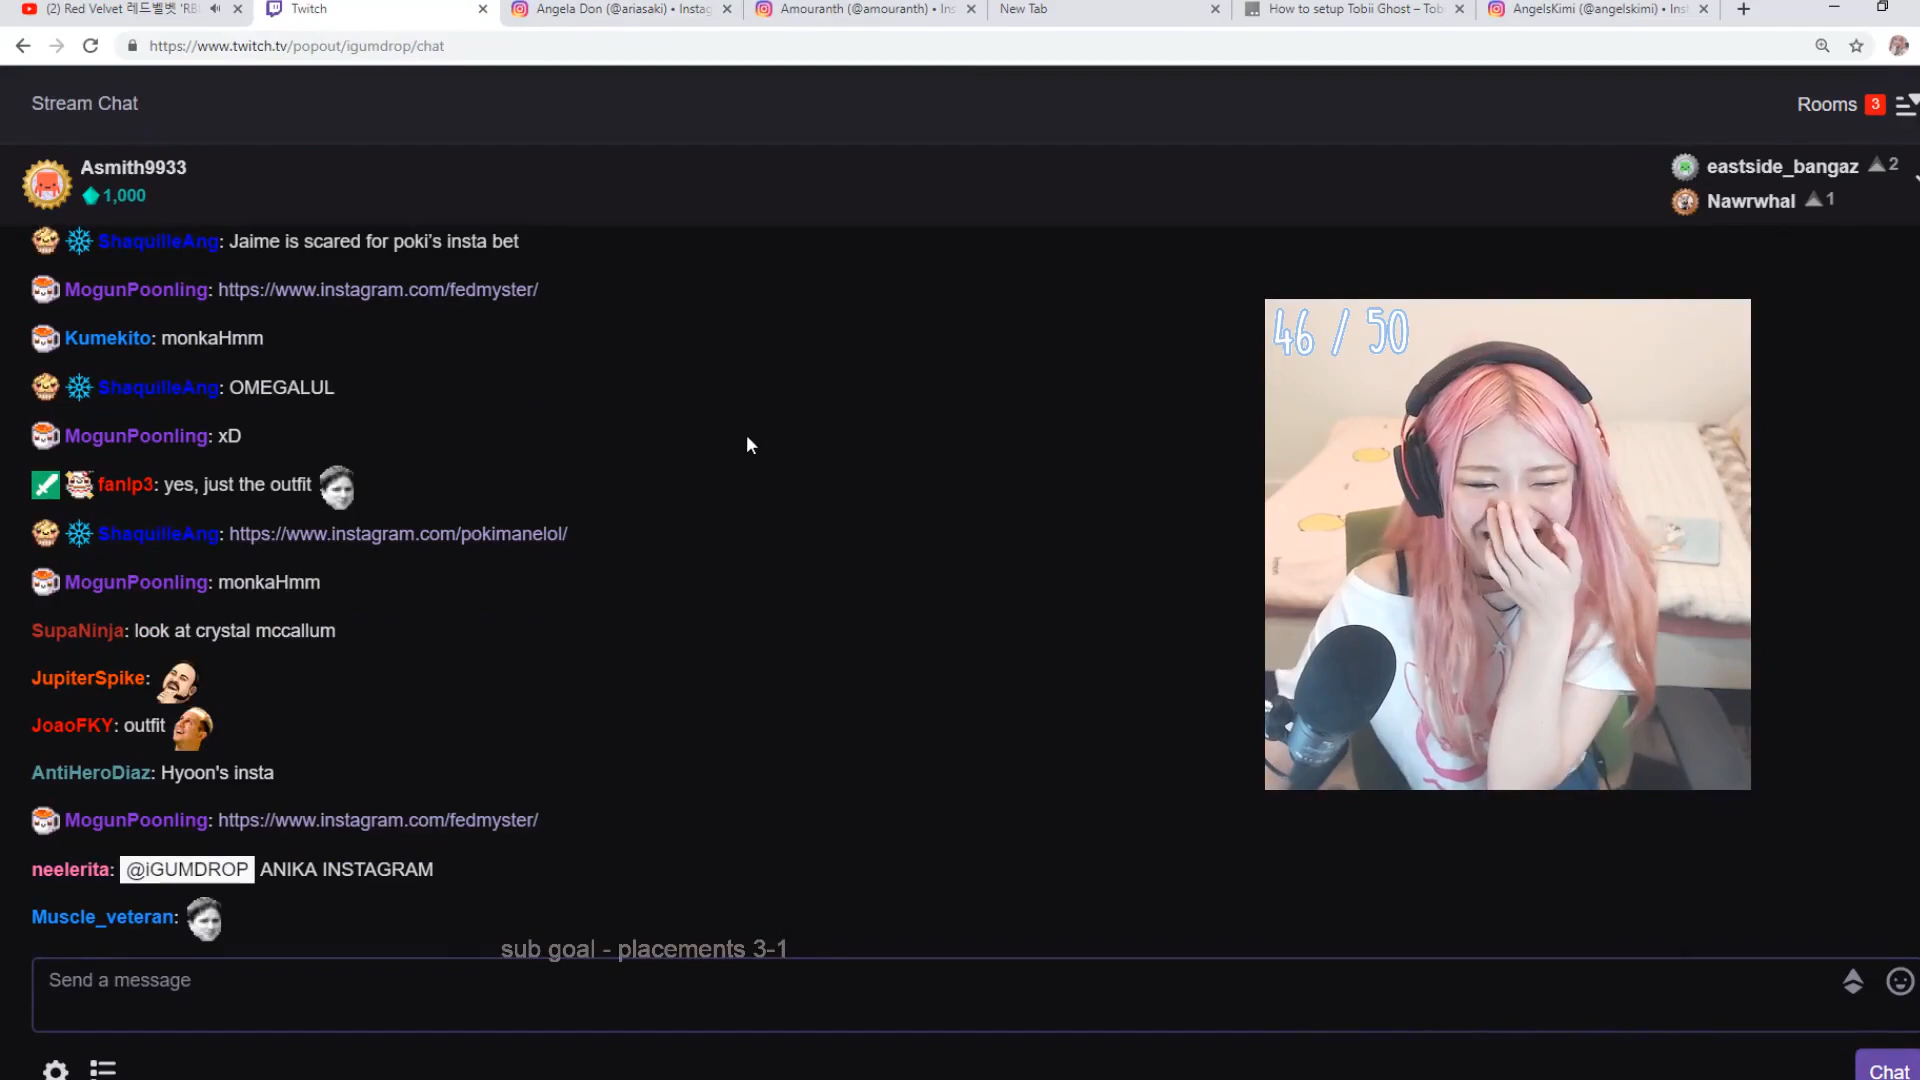 (2) Red Velvet 레드벨벳 'RB
Twitch
Angela Don (@ariasaki) • Instag
Amouranth (@amouranth) • Ins
New Tab
How to setup Tobii Ghost – Tob
AngelsKimi (@angelskimi) • Inst
https://www.twitch.tv/popout/igumdrop/chat
Stream Chat
Rooms 3
Asmith9933
1,000
eastside_bangaz 2
Nawrwhal 1
ShaquilleAng: Jaime is scared for poki's insta bet
MogunPoonling: https://www.instagram.com/fedmyster/
Kumekito: monkaHmm
ShaquilleAng: OMEGALUL
MogunPoonling: xD
fanlp3: yes, just the outfit
ShaquilleAng: https://www.instagram.com/pokimanelol/
MogunPoonling: monkaHmm
SupaNinja: look at crystal mccallum
JupiterSpike:
JoaoFKY: outfit
AntiHeroDiaz: Hyoon's insta
MogunPoonling: https://www.instagram.com/fedmyster/
neelerita: @iGUMDROP ANIKA INSTAGRAM
Muscle_veteran:
46 / 50
sub goal - placements 3-1
Send a message
Chat